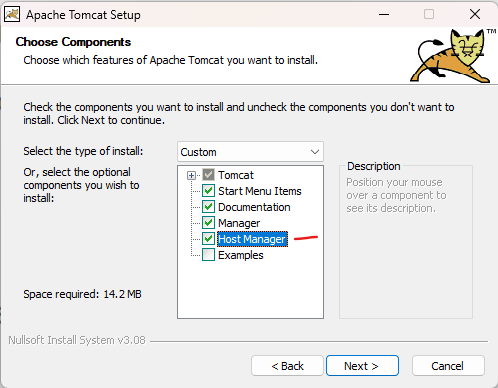 Apache Tomcat Setup
Choose Components
Choose which features of Apache Tomcat you want to install.
TM
Check the components you want to install and uncheck the components you don't want to
install. Click Next to continue.
Select the type of install:
Custom
Or, select the optional
components you wish to
install:
Tomcat
Start Menu Items
Documentation
Manager
Host Manager
Examples
Description
Position your mouse
over a component to
see its description.
Space required: 14.2 MB
Nullsoft Install System v3.08
< Back
Next >
Cancel